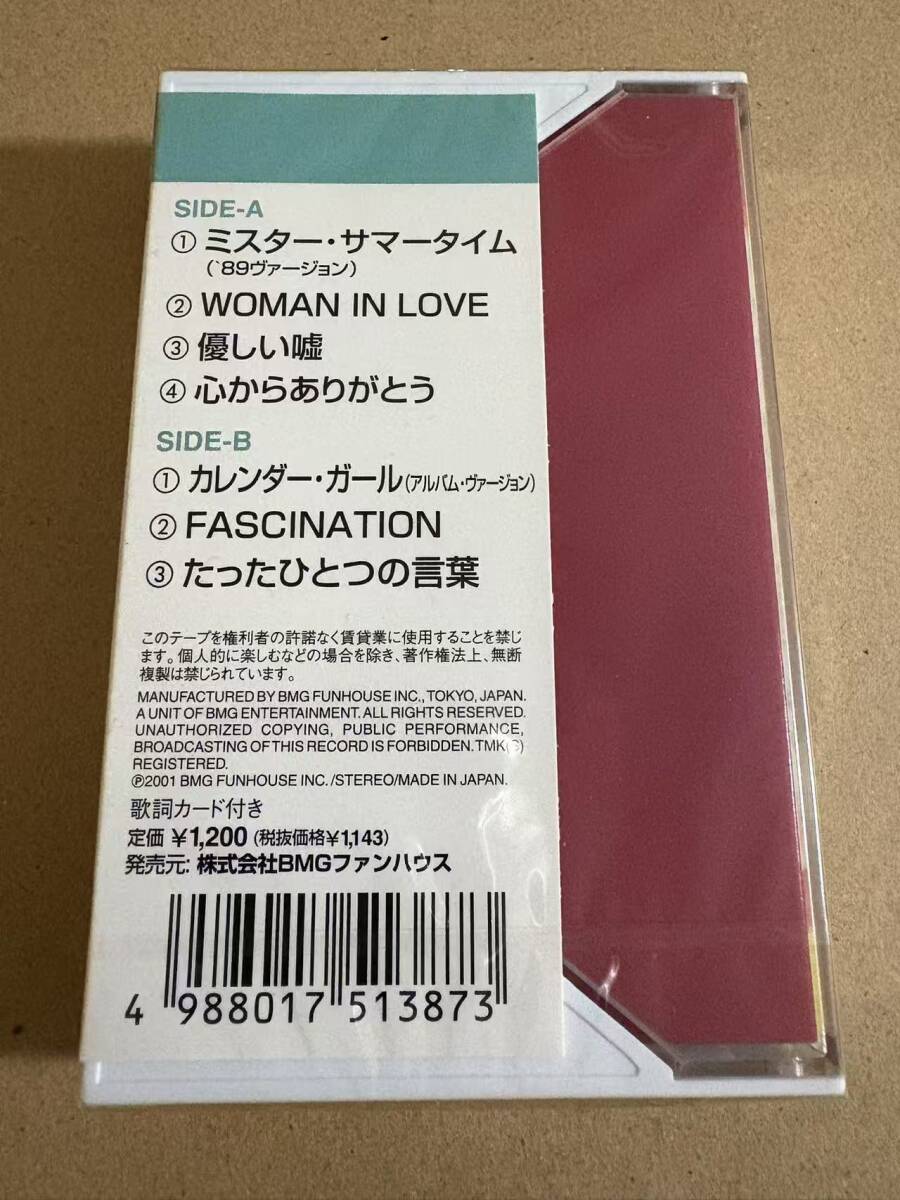 SIDE-A
① ミスター・サマータイム
(`89ヴァージョン)
② WOMAN IN LOVE
③ 優しい嘘
④ 心からありがとう
SIDE-B
① カレンダー・ガール(アルバム・ヴァージョン)
② FASCINATION
③ たったひとつの言葉
このテープを権利者の許諾なく賃貸業に使用することを禁じ
ます。個人的に楽しむなどの場合を除き、著作権法上、無断
複製は禁じられています。
MANUFACTURED BY BMG FUNHOUSE INC., TOKYO, JAPAN.
A UNIT OF BMG ENTERTAINMENT. ALL RIGHTS RESERVED.
UNAUTHORIZED COPYING, PUBLIC PERFORMANCE,
BROADCASTING OF THIS RECORD IS FORBIDDEN. TMK(S)
REGISTERED.
℗2001 BMG FUNHOUSE INC./STEREO/MADE IN JAPAN.
歌詞カード付き
定価 ¥1,200 (税抜価格¥1,143)
発売元: 株式会社BMGファンハウス
4 988017 513873